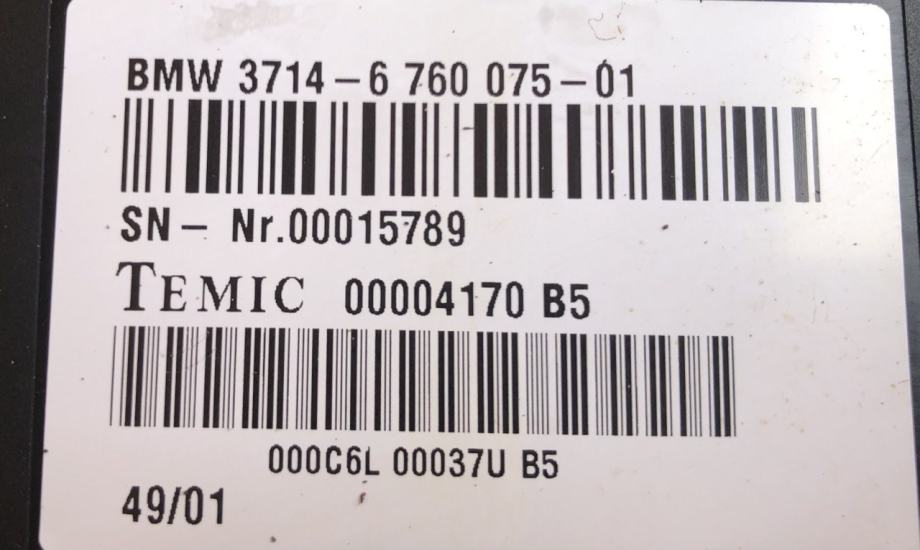 BMW 3714-6 760 075-01
SN- Nr.00015789
TEMIC 00004170 B5
000C6L 00037U B5
49/01